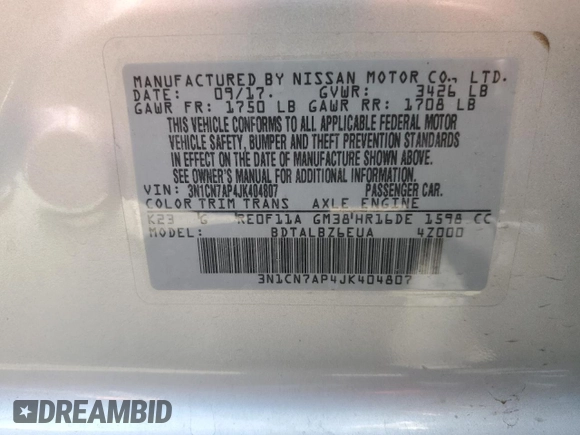 MANUFACTURED BY NISSAN MOTOR CO., LTD.
DATE: 09/17. GVWR: 3426 LB
GAWR FR: 1750 LB GAWR RR: 1708 LB
THIS VEHICLE CONFORMS TO ALL APPLICABLE FEDERAL MOTOR
VEHICLE SAFETY, BUMPER AND THEFT PREVENTION STANDARDS
IN EFFECT ON THE DATE OF MANUFACTURE SHOWN ABOVE.
SEE OWNER'S MANUAL FOR ADDITIONAL INFORMATION.
VIN: 3N1CN7AP4JK404807 PASSENGER CAR.
COLOR TRIM TRANS AXLE ENGINE
K23 G RE0F11A GM38 HR16DE 1598 CC
MODEL: BDTALBZ6EUA 4Z000
3N1CN7AP4JK404807
DREAMBID